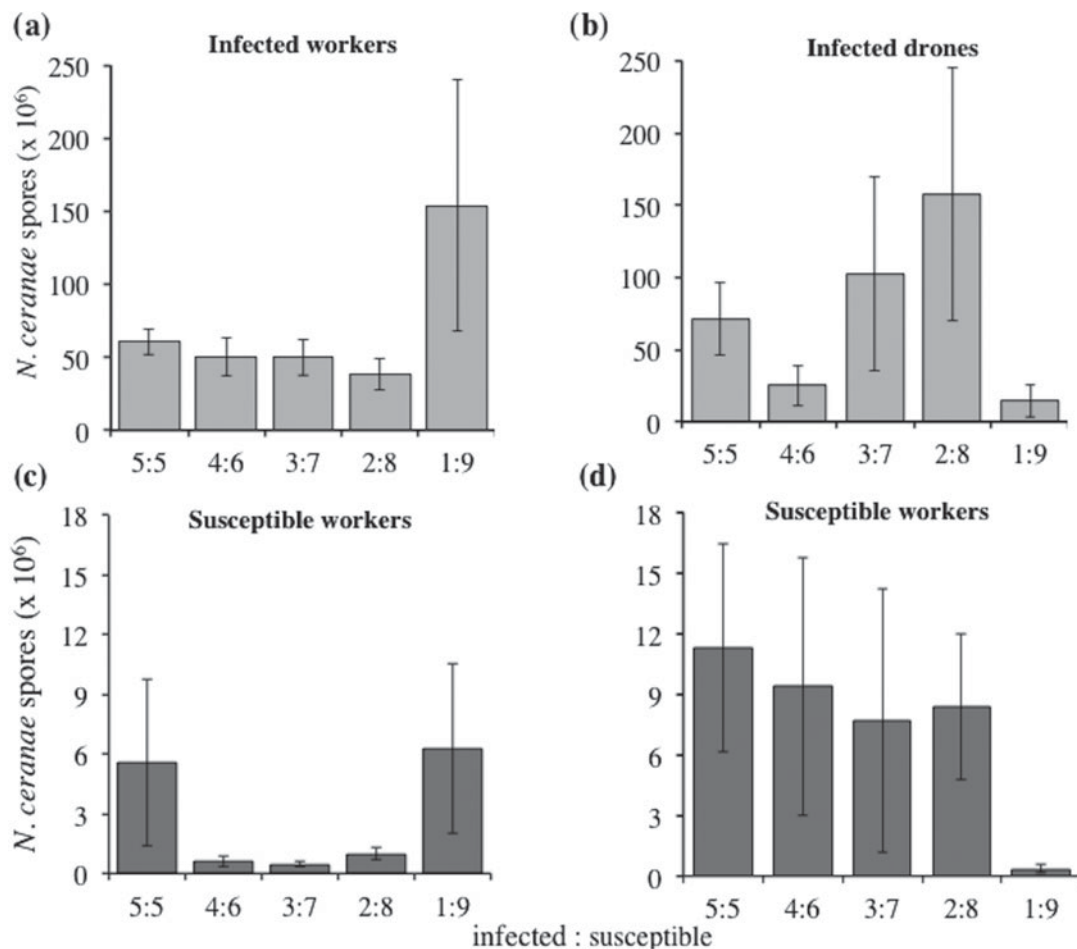 (a)
Infected workers
N. ceranae spores (x 10⁶)
250
200
150
100
50
0
5:5 4:6 3:7 2:8 1:9
(b)
Infected drones
250
200
150
100
50
0
5:5 4:6 3:7 2:8 1:9
(c)
Susceptible workers
N. ceranae spores (x 10⁶)
18
15
12
9
6
3
0
5:5 4:6 3:7 2:8 1:9
(d)
Susceptible workers
18
15
12
9
6
3
0
5:5 4:6 3:7 2:8 1:9
infected : susceptible